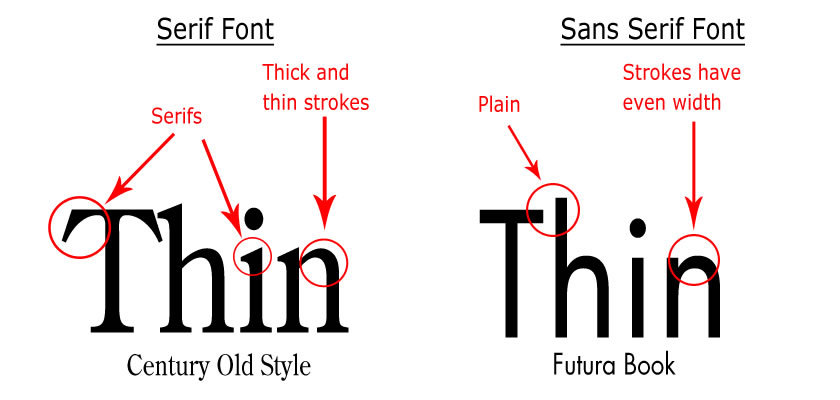 Serif Font
Thick and
thin strokes
Serifs
Thin
Century Old Style
Sans Serif Font
Strokes have
even width
Plain
Thin
Futura Book